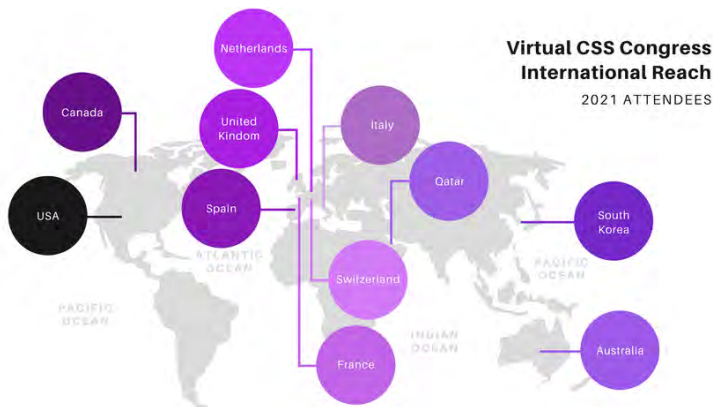 Virtual CSS Congress
International Reach
2021 ATTENDEES
Netherlands
Canada
United
Kindom
Italy
Qatar
USA
Spain
South
Korea
ATLANTIC
OCEAN
Switzerland
PACIFIC
OCEAN
PACIFIC
OCEAN
INDIAN
OCEAN
France
Australia